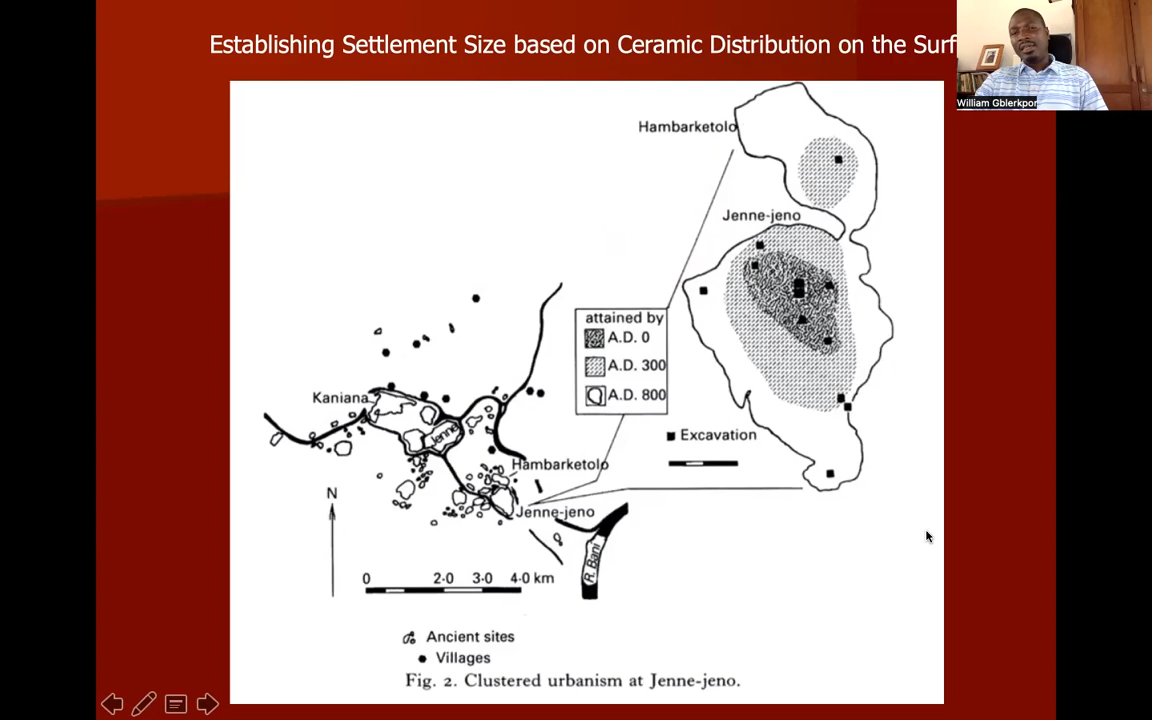 Establishing Settlement Size based on Ceramic Distribution on the Surf
William Gblerkpor
Hambarketolo
Jenne-jeno
attained by
A.D. 0
A.D. 300
A.D. 800
Kaniana
Jenne
Excavation
Hambarketolo
N
Jenne-jeno
R. Bani
0 2·0 3·0 4·0 km
Ancient sites
Villages
Fig. 2. Clustered urbanism at Jenne-jeno.